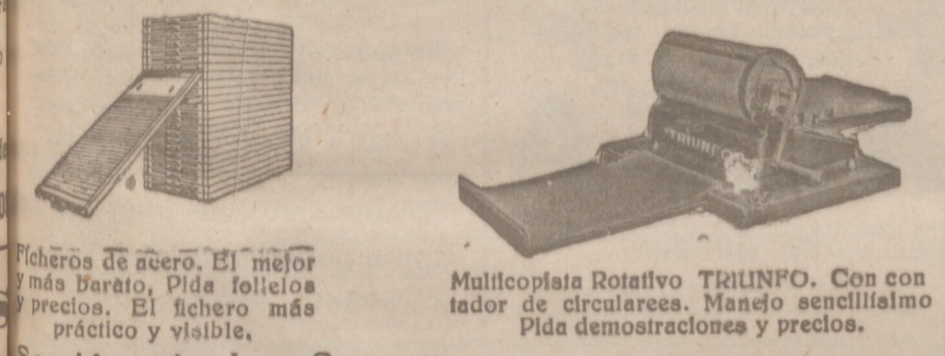 Ficheros de acero. El mejor
y más barato, Pida folletos
y precios. El fichero más
práctico y visible.
TRIUNF
Multicopista Rotativo TRIUNFO. Con con
tador de circularees. Manejo sencillísimo
Pida demostraciones y precios.